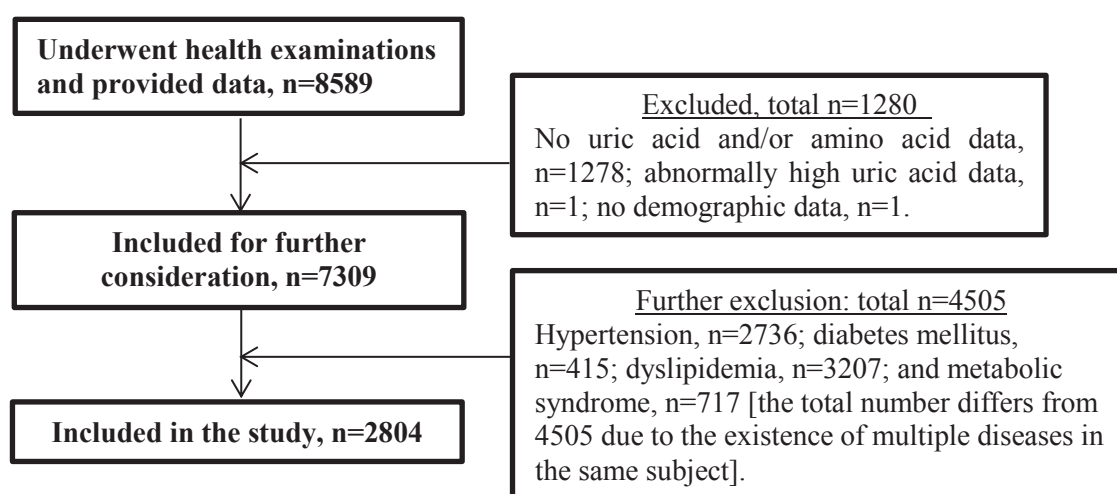 Underwent health examinations
and provided data, n=8589
Excluded, total n=1280
No uric acid and/or amino acid data,
n=1278; abnormally high uric acid data,
n=1; no demographic data, n=1.
Included for further
consideration, n=7309
Further exclusion: total n=4505
Hypertension, n=2736; diabetes mellitus,
n=415; dyslipidemia, n=3207; and metabolic
syndrome, n=717 [the total number differs from
4505 due to the existence of multiple diseases in
the same subject].
Included in the study, n=2804